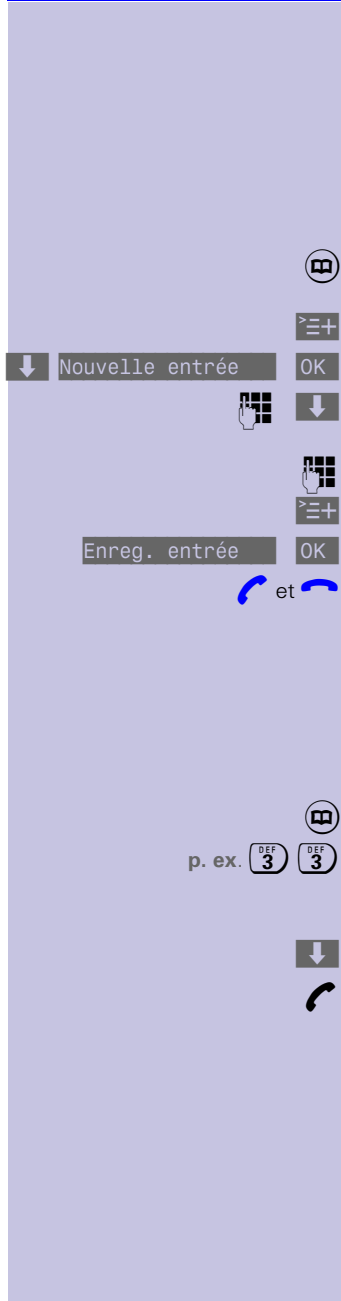 >☰+
Nouvelle entrée OK
>☰+
Enreg. entrée OK
et
p. ex. DEF 3 DEF 3